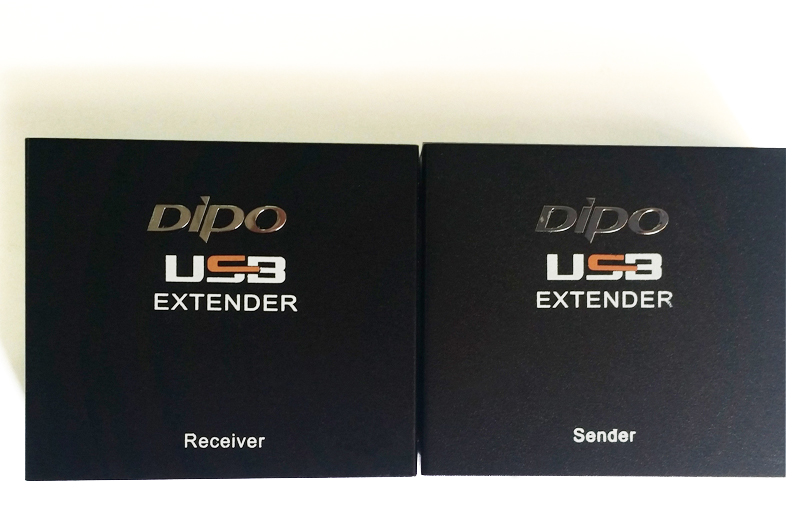 DIPO
USB
EXTENDER
Receiver
DIPO
USB
EXTENDER
Sender